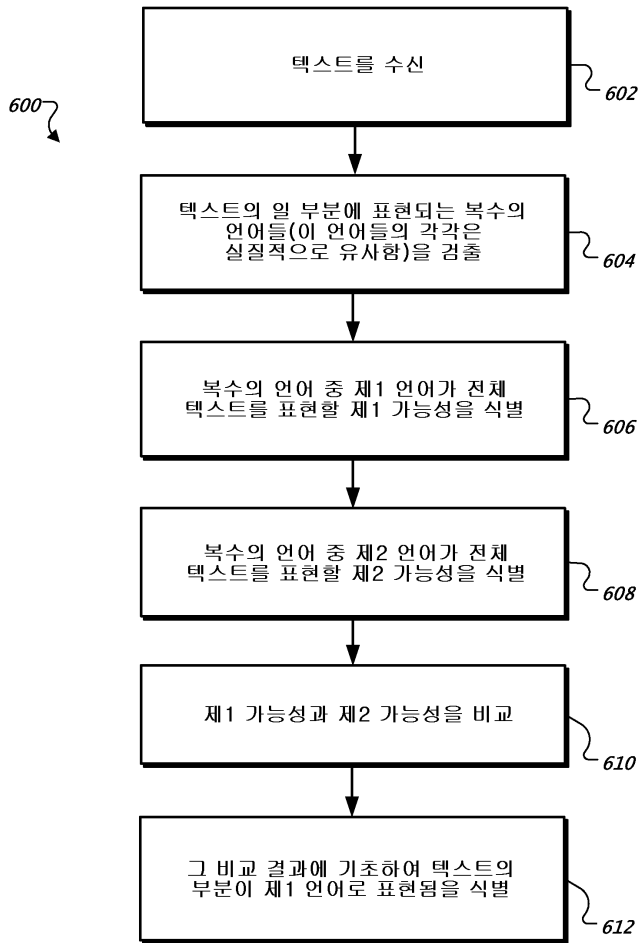 텍스트를 수신
602
600
텍스트의 일 부분에 표현되는 복수의
언어들(이 언어들의 각각은
실질적으로 유사함)을 검출
604
복수의 언어 중 제1 언어가 전체
텍스트를 표현할 제1 가능성을 식별
606
복수의 언어 중 제2 언어가 전체
텍스트를 표현할 제2 가능성을 식별
608
제1 가능성과 제2 가능성을 비교
610
그 비교 결과에 기초하여 텍스트의
부분이 제1 언어로 표현됨을 식별
612